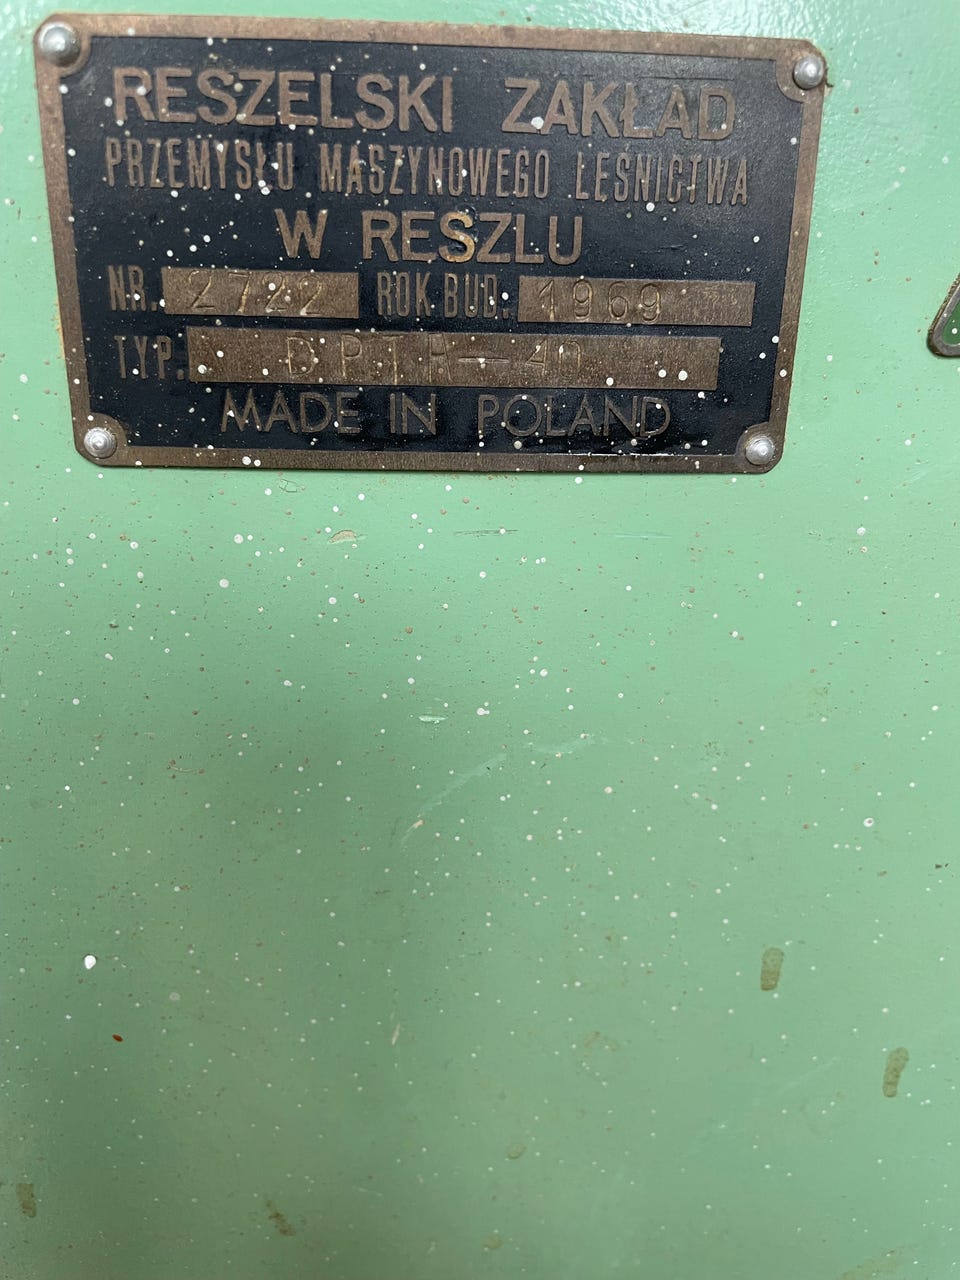 RESZELSKI ZAKŁAD
PRZEMYSŁU MASZYNOWEGO LEŚNICTWA
W RESZLU
NR. 2722 ROK BUD. 1969
TYP. DPTA-40
MADE IN POLAND